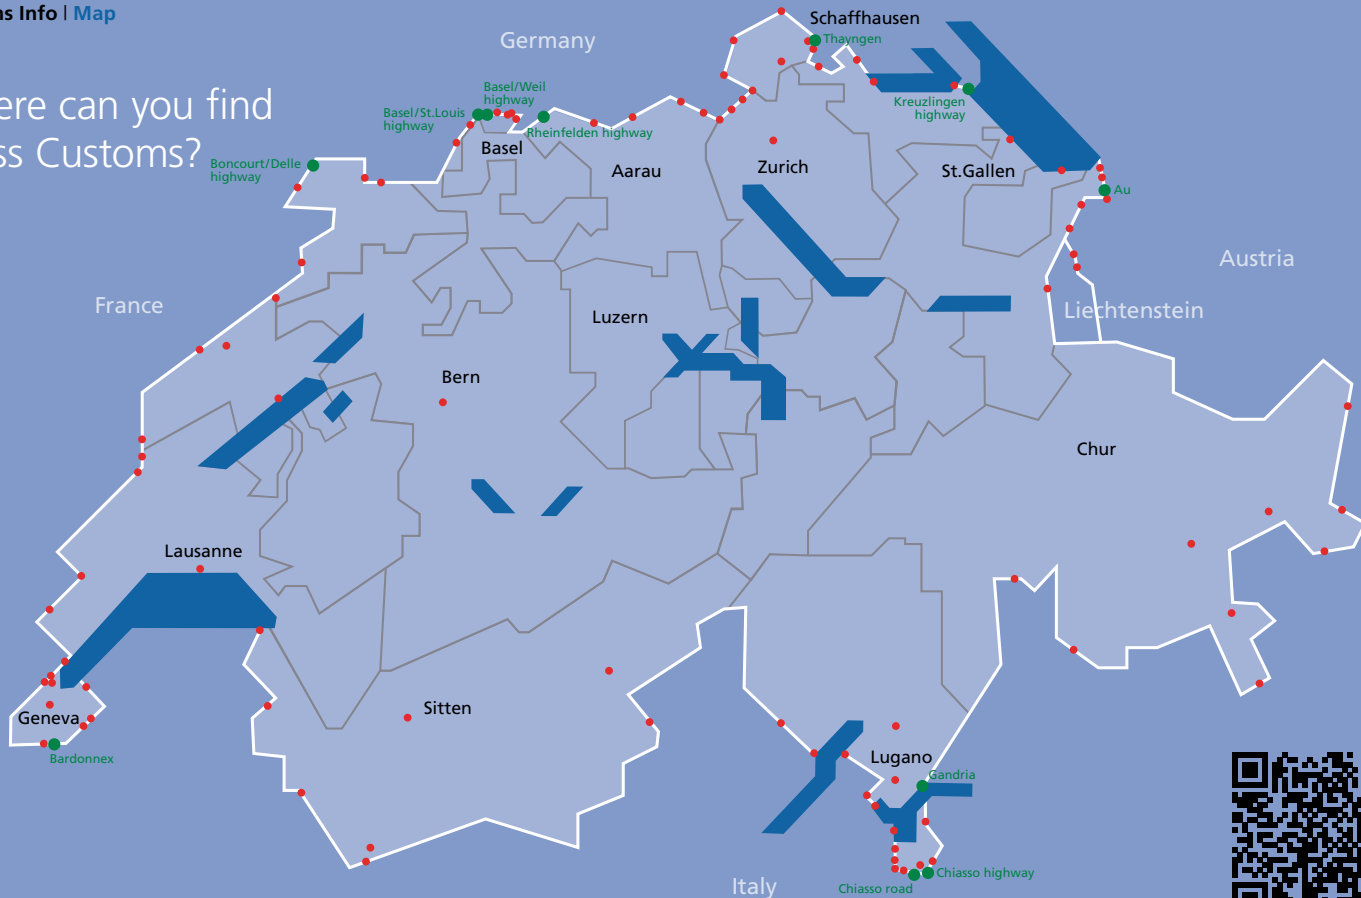 ns Info | Map
ere can you find
ss Customs?
Germany
Schaffhausen
Thayngen
Basel/Weil
highway
Basel/St.Louis
highway
Rheinfelden highway
Kreuzlingen
highway
Boncourt/Delle
highway
Basel
Aarau
Zurich
St.Gallen
Au
Austria
France
Liechtenstein
Luzern
Bern
Chur
Lausanne
Sitten
Geneva
Bardonnex
Lugano
Gandria
Chiasso highway
Chiasso road
Italy